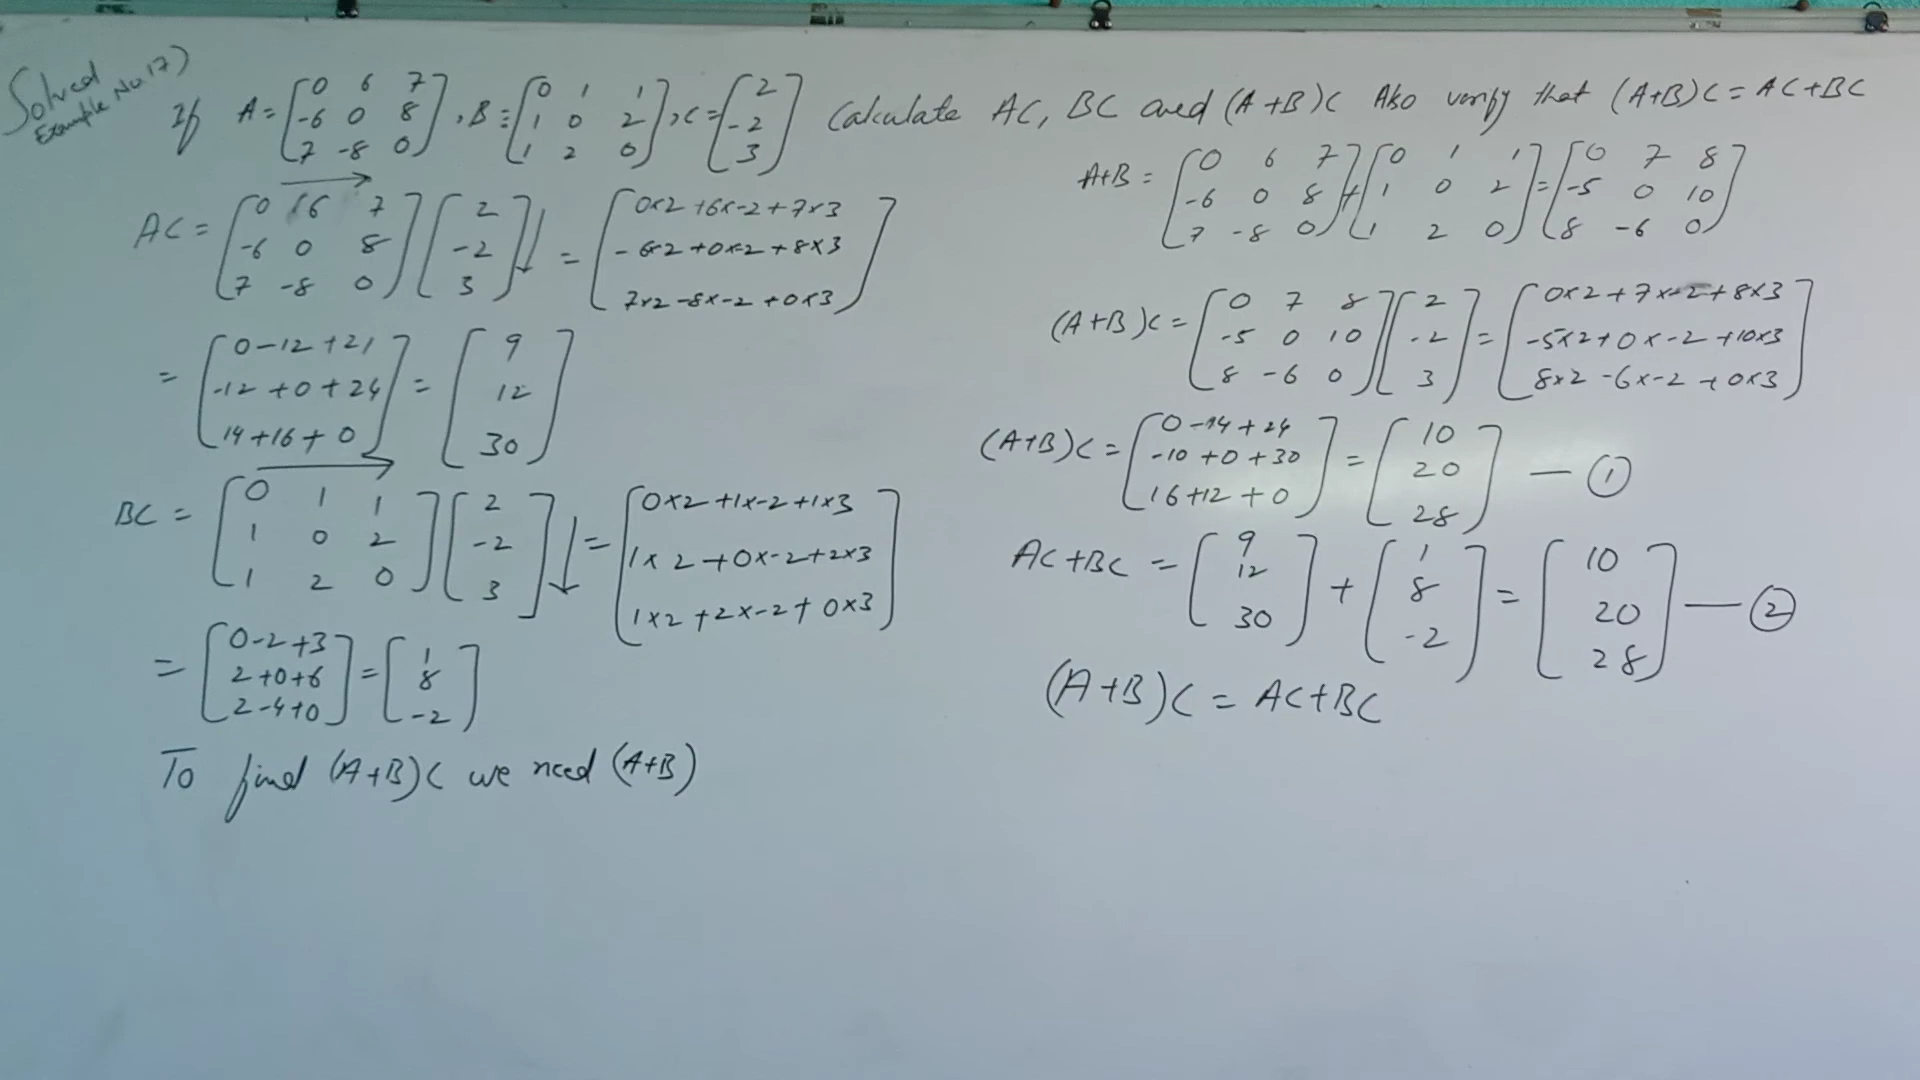 Solved
Example No 17)
If A = [0 6 7; -6 0 8; 7 -8 0], B = [0 1 1; 1 0 2; 1 2 0], C = [2; -2; 3] Calculate AC, BC and (A+B)C Also verify that (A+B)C = AC+BC
AC = [0 6 7; -6 0 8; 7 -8 0] [2; -2; 3] = [0×2+6×-2+7×3; -6×2+0×-2+8×3; 7×2-8×-2+0×3]
= [0-12+21; -12+0+24; 14+16+0] = [9; 12; 30]
BC = [0 1 1; 1 0 2; 1 2 0] [2; -2; 3] = [0×2+1×-2+1×3; 1×2+0×-2+2×3; 1×2+2×-2+0×3]
= [0-2+3; 2+0+6; 2-4+0] = [1; 8; -2]
To find (A+B)C we need (A+B)
A+B = [0 6 7; -6 0 8; 7 -8 0] + [0 1 1; 1 0 2; 1 2 0] = [0 7 8; -5 0 10; 8 -6 0]
(A+B)C = [0 7 8; -5 0 10; 8 -6 0] [2; -2; 3] = [0×2+7×-2+8×3; -5×2+0×-2+10×3; 8×2-6×-2+0×3]
(A+B)C = [0-14+24; -10+0+30; 16+12+0] = [10; 20; 28] — ①
AC+BC = [9; 12; 30] + [1; 8; -2] = [10; 20; 28] — ②
(A+B)C = AC+BC